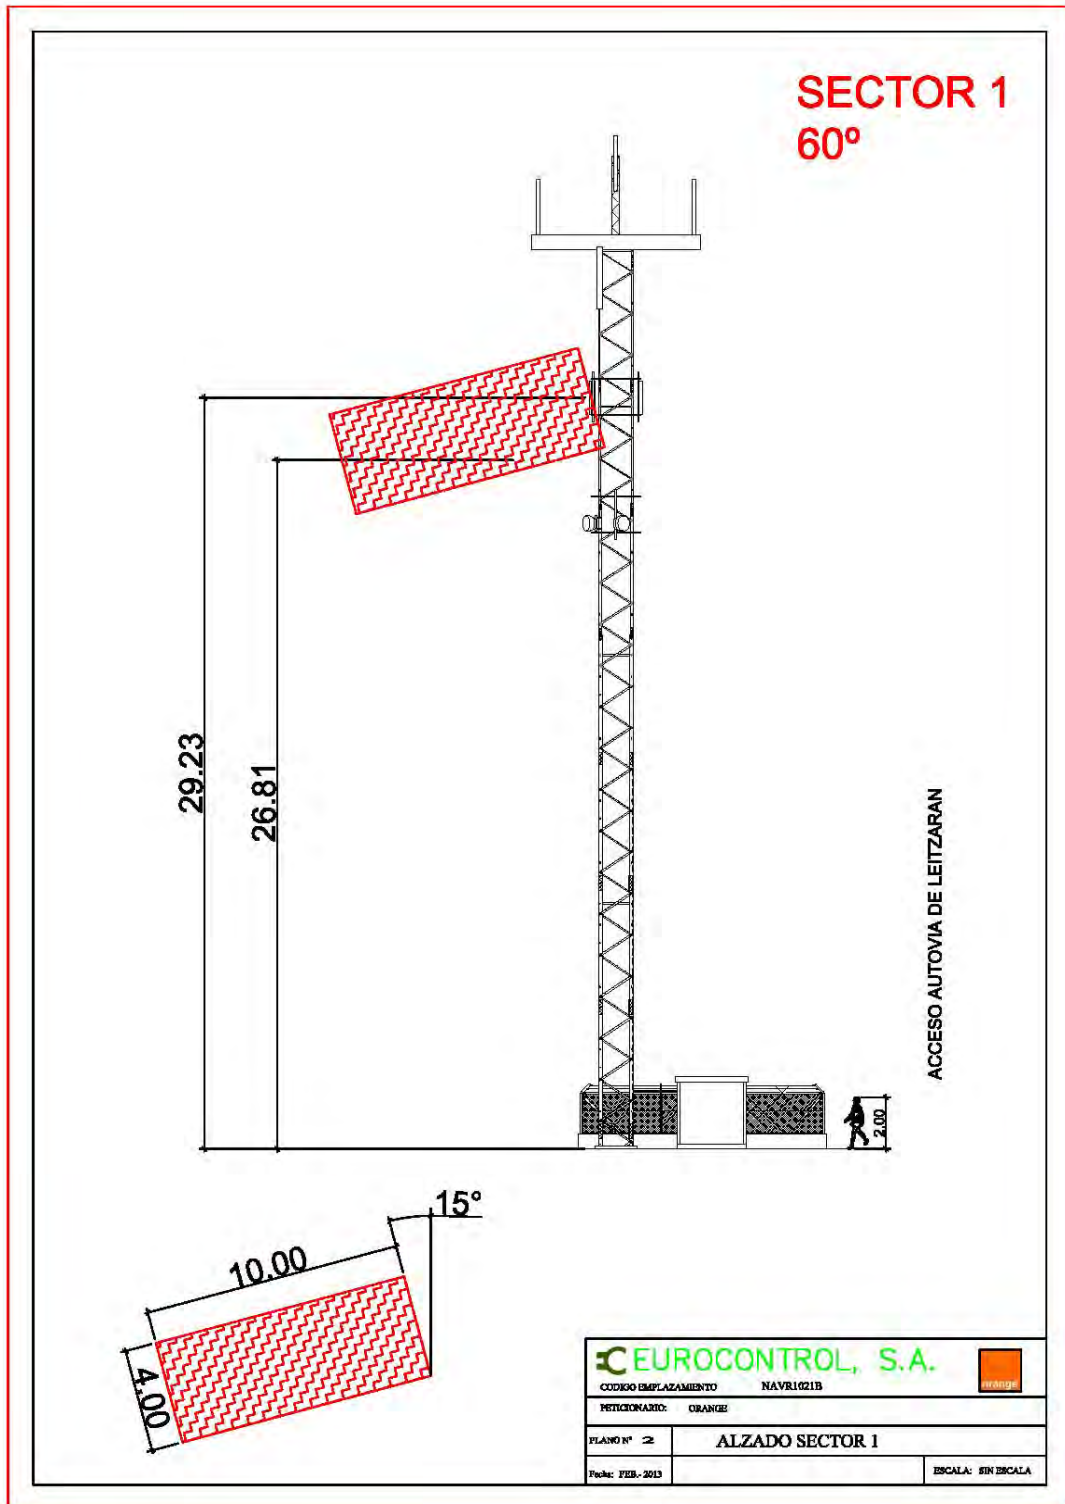 SECTOR 1
60º
29.23
26.81
ACCESO AUTOVIA DE LEITZARAN
2.00
15°
10.00
4.00
EUROCONTROL, S.A.
orange
CODIGO EMPLAZAMIENTO NAVR1021B
PETICIONARIO: ORANGE
PLANO Nº 2 ALZADO SECTOR 1
Fecha: FEB.- 2013 ESCALA: SIN ESCALA